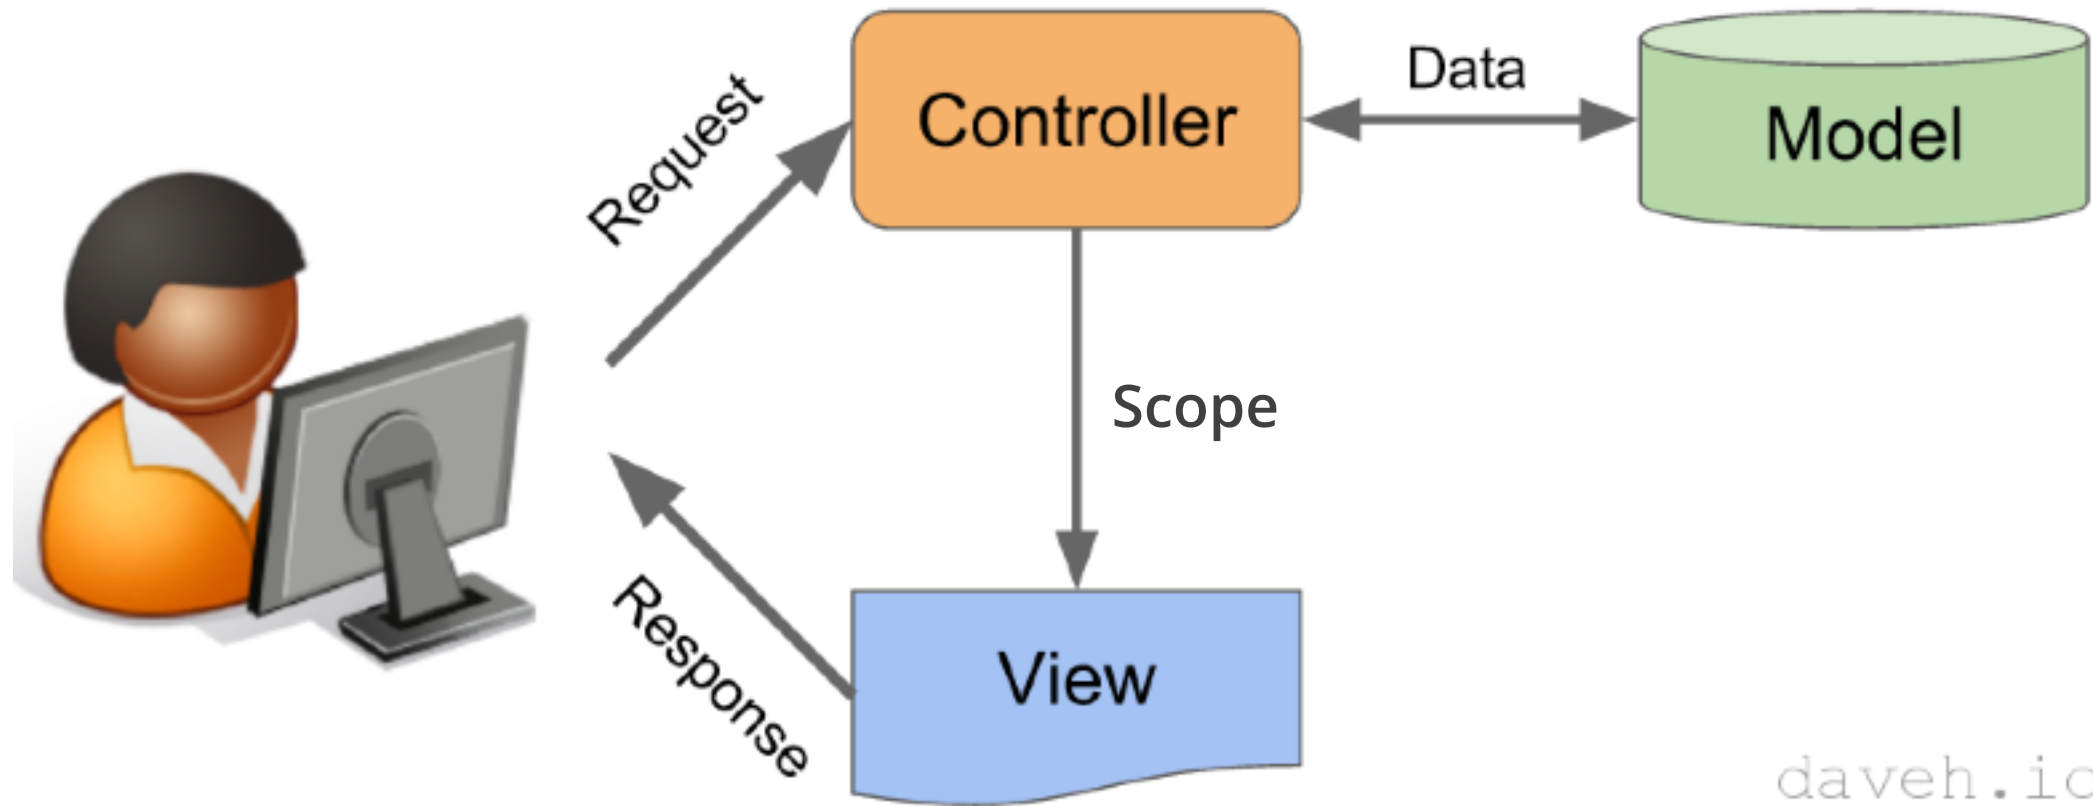 Request
Controller
Data
Model
Scope
Response
View
daveh.io